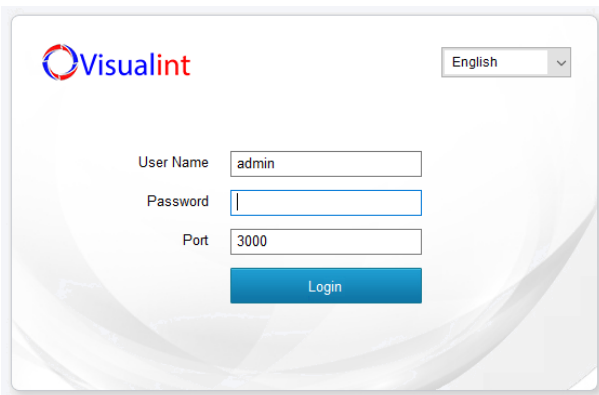 Visualint
English
User Name admin
Password
Port 3000
Login